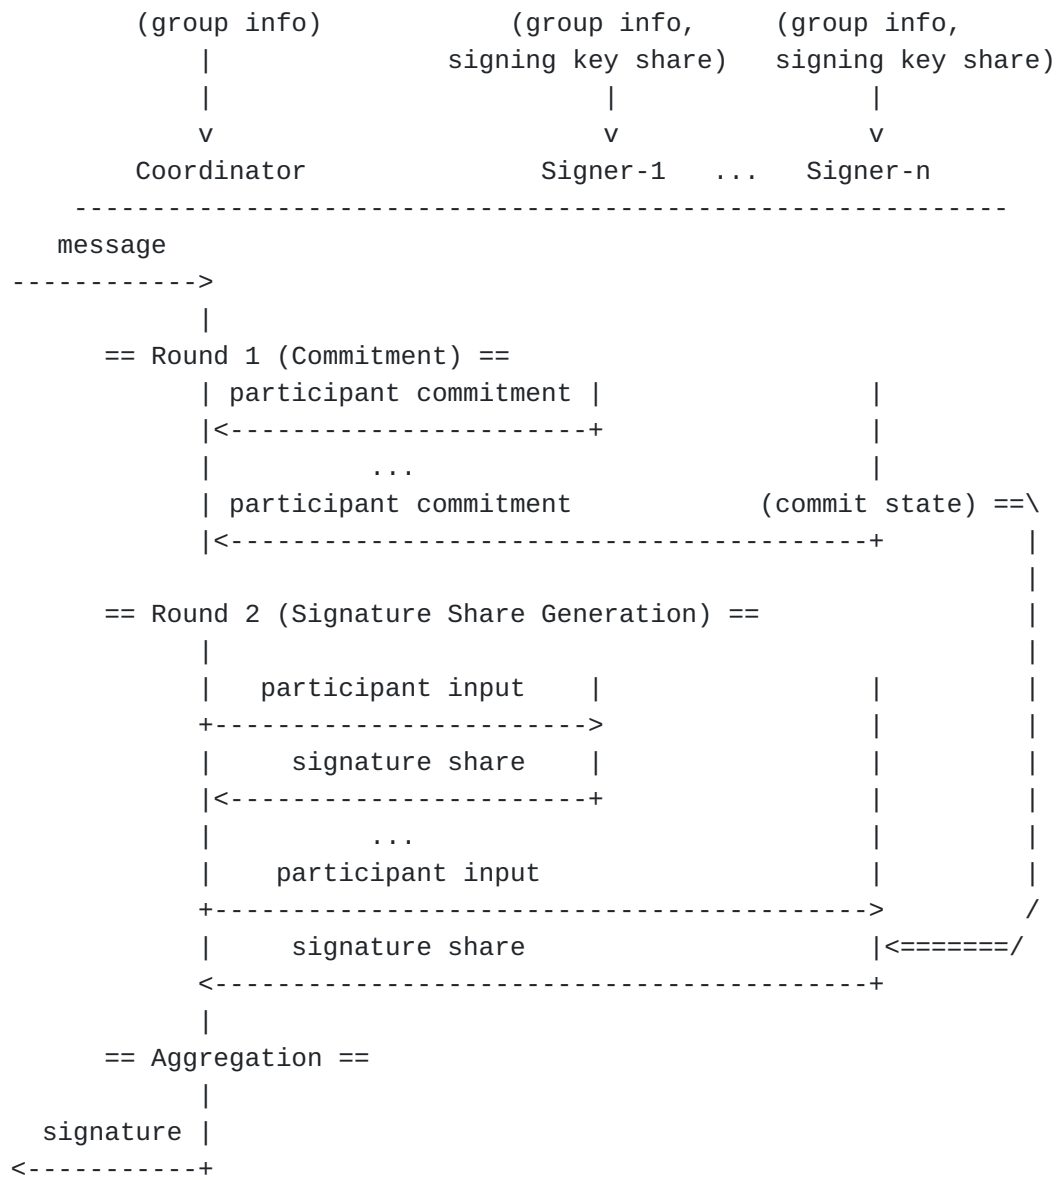 (group info)            (group info,     (group info,
            |               signing key share)   signing key share)
            |                         |                |
            v                         v                v
        Coordinator               Signer-1   ...   Signer-n
    ------------------------------------------------------------
   message
------------>
            |
      == Round 1 (Commitment) ==
            | participant commitment |                 |
            |<-----------------------+                 |
            |          ...                             |
            | participant commitment            (commit state) ==\
            |<-----------------------------------------+         |
                                                                 |
      == Round 2 (Signature Share Generation) ==                 |
            |                                                    |
            |   participant input    |                 |         |
            +------------------------>                 |         |
            |     signature share    |                 |         |
            |<-----------------------+                 |         |
            |          ...                             |         |
            |    participant input                     |         |
            +------------------------------------------>         /
            |     signature share                      |<=======/
            <------------------------------------------+
            |
      == Aggregation ==
            |
  signature |
<-----------+